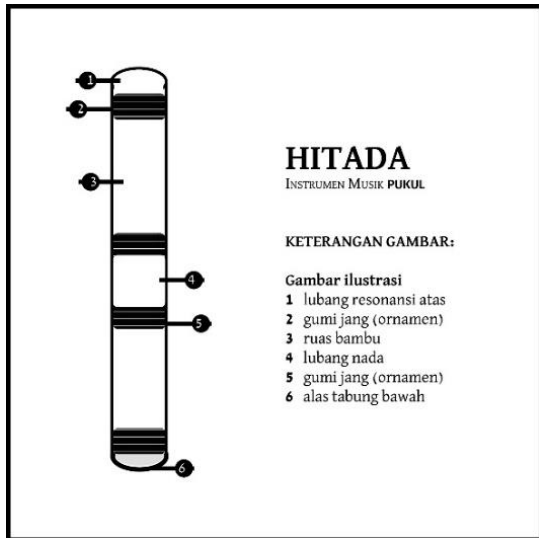 HITADA
INSTRUMEN MUSIK PUKUL
KETERANGAN GAMBAR:
Gambar ilustrasi
1 lubang resonansi atas
2 gumi jang (ornamen)
3 ruas bambu
4 lubang nada
5 gumi jang (ornamen)
6 alas tabung bawah
1
2
3
4
5
6